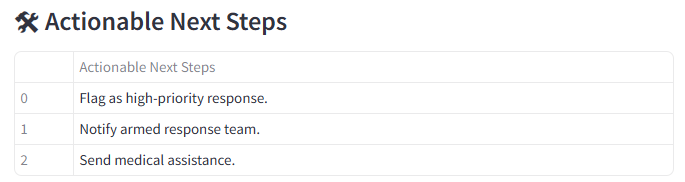 🛠 Actionable Next Steps
Actionable Next Steps
0 Flag as high-priority response.
1 Notify armed response team.
2 Send medical assistance.